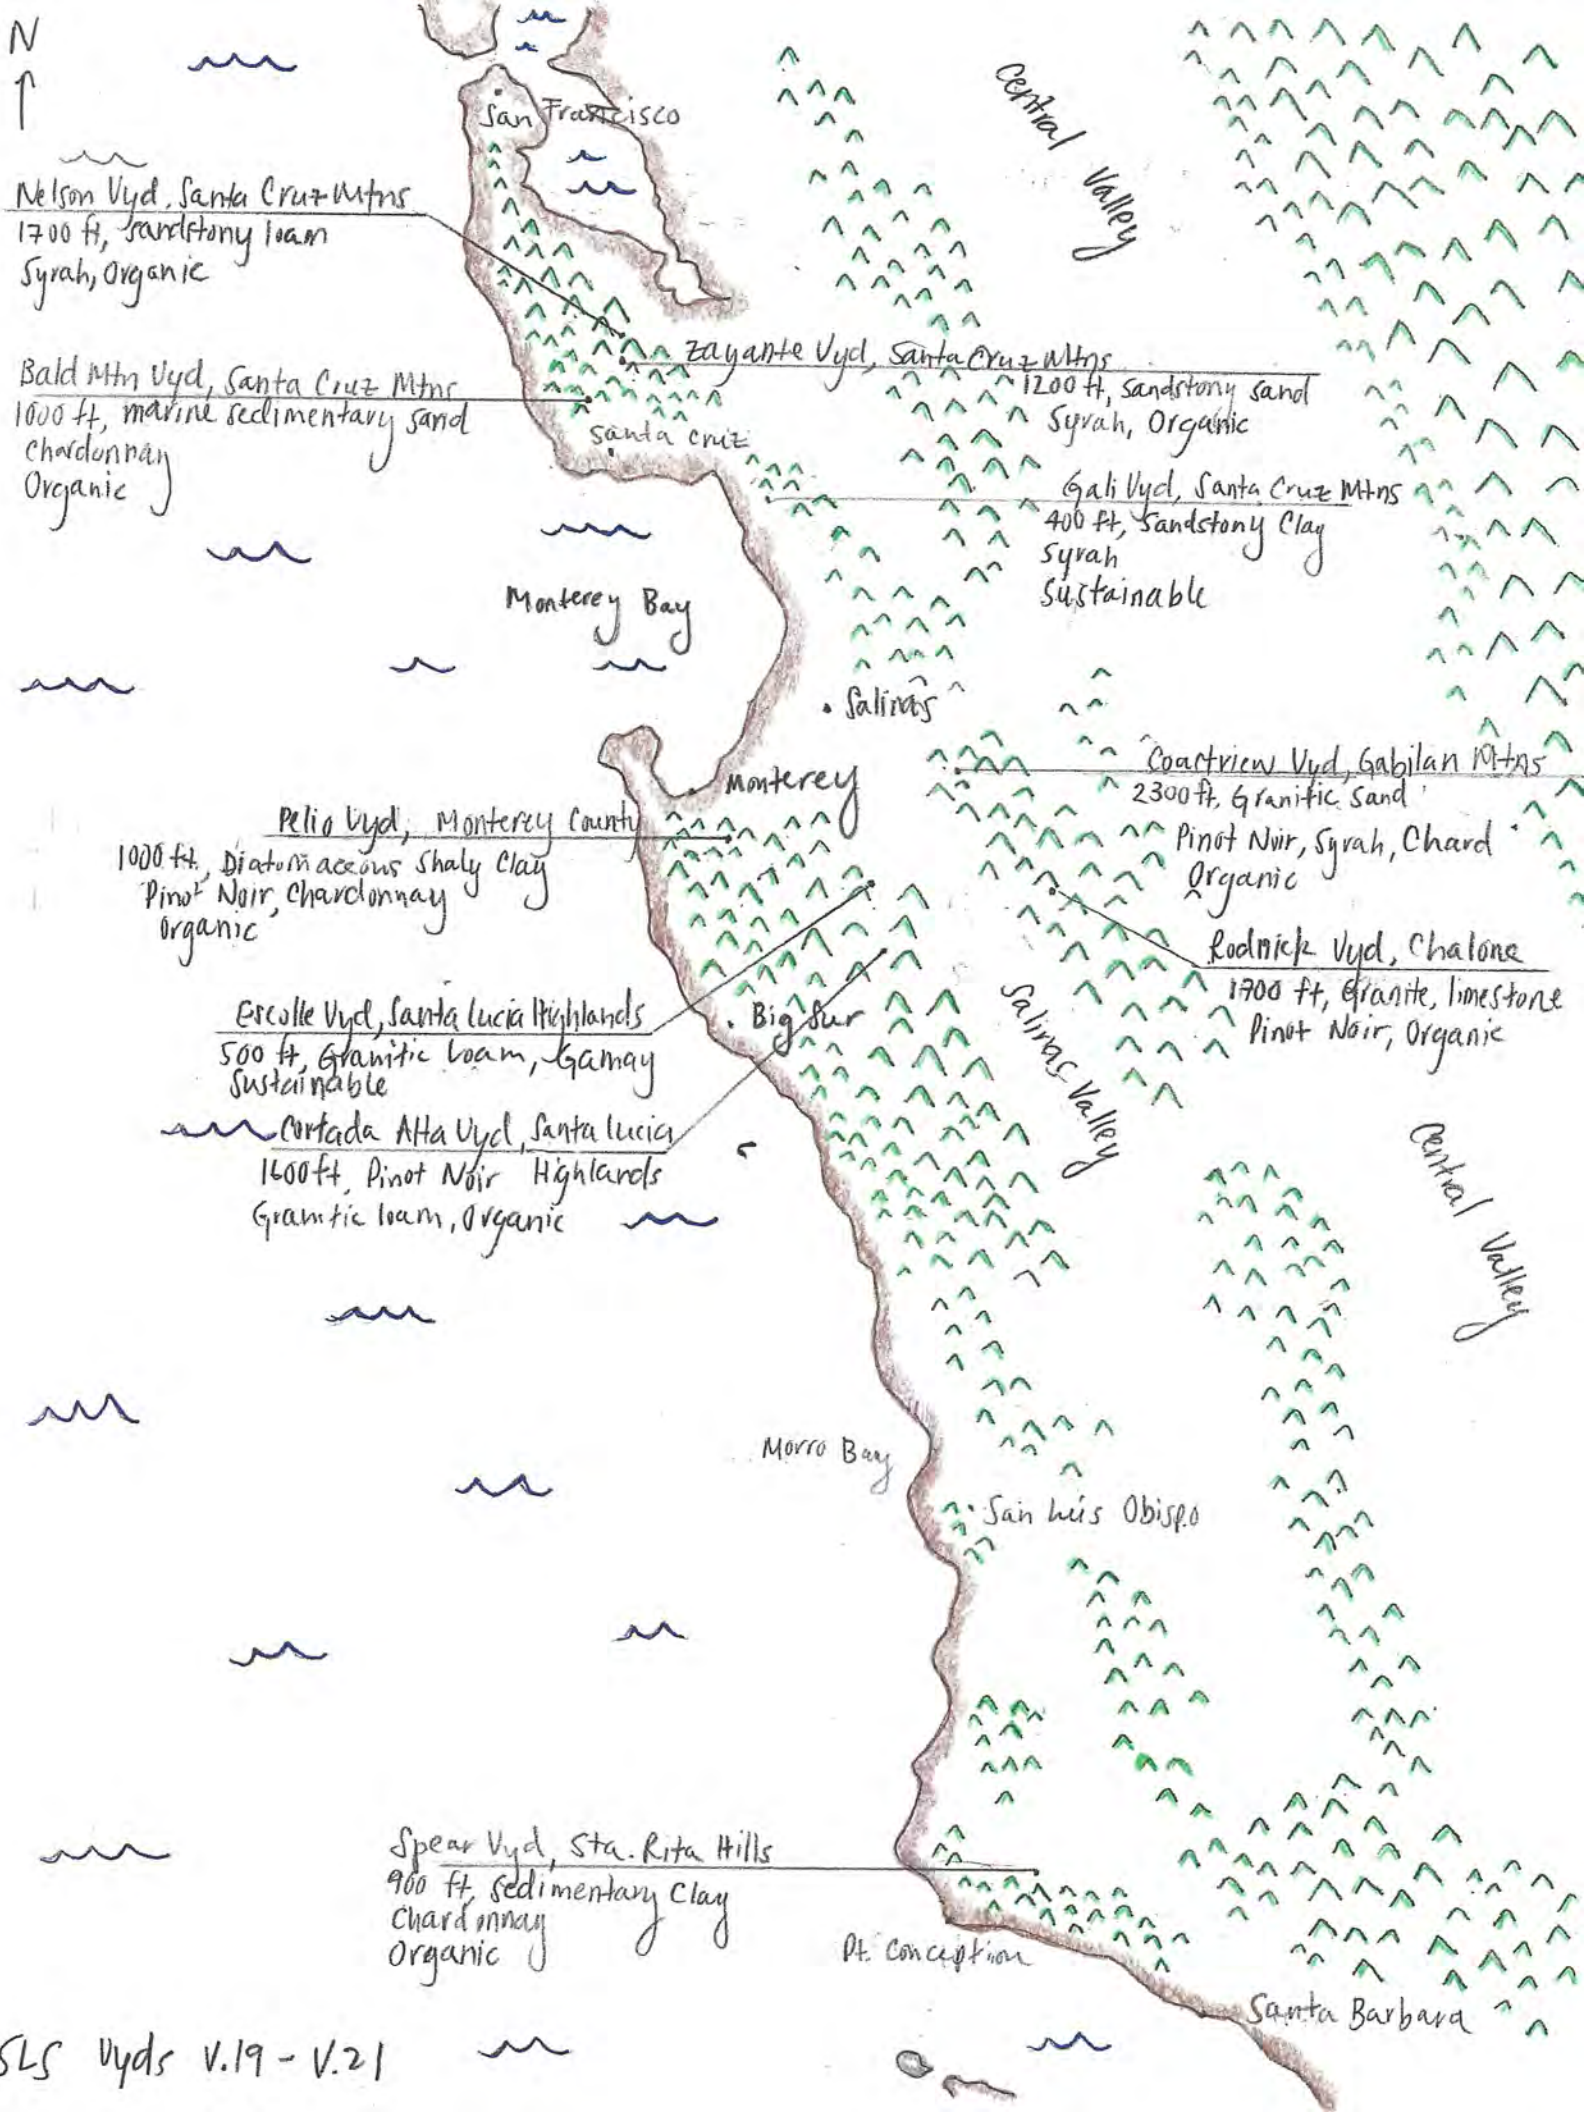 N
San Francisco
Central Valley
Nelson Vyd, Santa Cruz Mtns
1700 ft, sandstony loam
Syrah, Organic
Zayante Vyd, Santa Cruz Mtns
1200 ft, sandstony sand
Syrah, Organic
Bald Mtn Vyd, Santa Cruz Mtns
1000 ft, marine sedimentary sand
Chardonnay
Organic
Santa Cruz
Gali Vyd, Santa Cruz Mtns
400 ft, Sandstony Clay
Syrah
Sustainable
Monterey Bay
Salinas
Monterey
Coastview Vyd, Gabilan Mtns
2300 ft, Granitic Sand
Pinot Noir, Syrah, Chard
Organic
Pelio Vyd, Monterey County
1000 ft, Diatomaceous Shaly Clay
Pinot Noir, Chardonnay
Organic
Rodnick Vyd, Chalone
1700 ft, Granite, limestone
Pinot Noir, Organic
Escolle Vyd, Santa Lucia Highlands
500 ft, Granitic Loam, Gamay
Sustainable
Big Sur
Salinas Valley
Cortada Alta Vyd, Santa Lucia
1600 ft, Pinot Noir Highlands
Granitic loam, Organic
Central Valley
Morro Bay
San Luis Obispo
Spear Vyd, Sta. Rita Hills
900 ft, Sedimentary Clay
Chardonnay
Organic
Pt. Conception
Santa Barbara
SLS Vyds V.19 - V.21